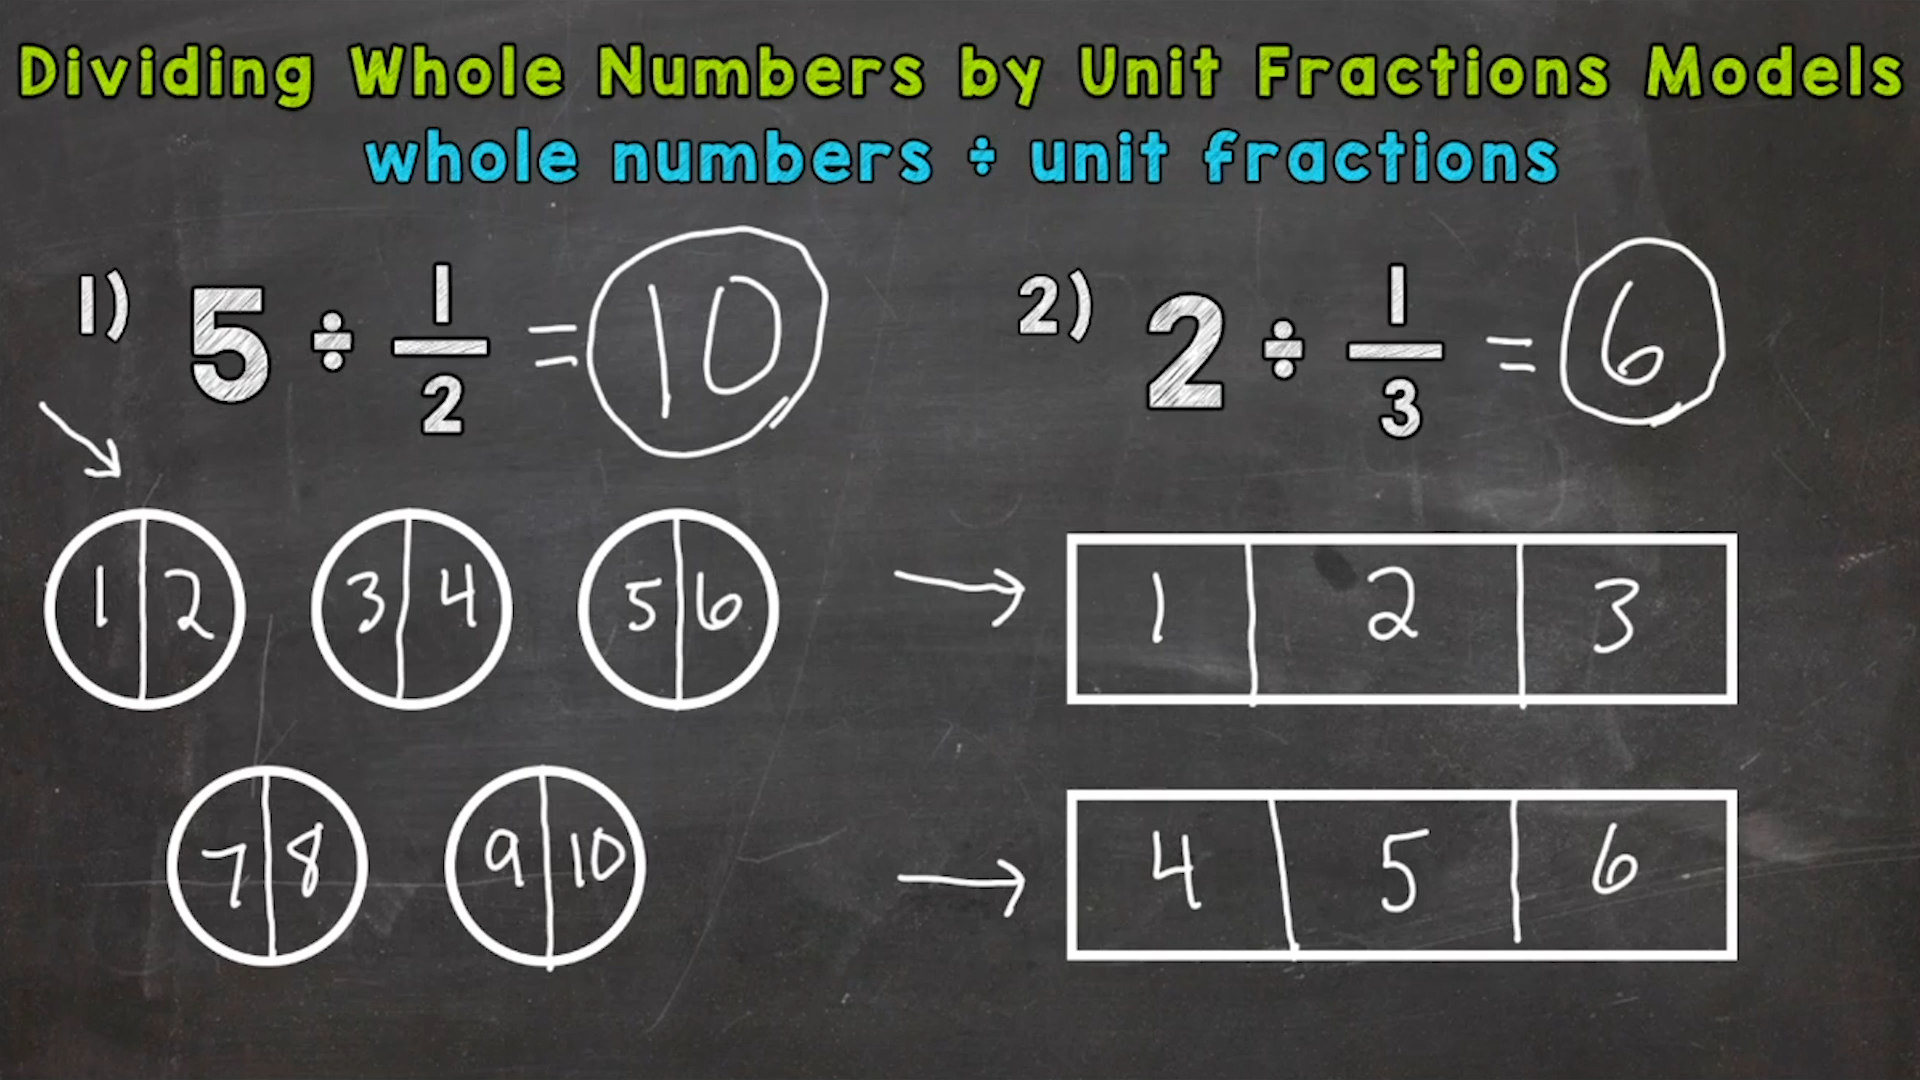 Dividing Whole Numbers by Unit Fractions Models
whole numbers ÷ unit fractions
1) 5 ÷ 1/2 = 10
1 2 3 4 5 6
7 8 9 10
2) 2 ÷ 1/3 = 6
1 2 3
4 5 6